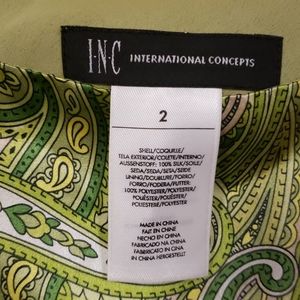 I·N·C INTERNATIONAL CONCEPTS
2
SHELL/COQUILLE/
TELA EXTERIOR/COLETE/INTERNO/
AUSSENSTOFF: 100% SILK/SOIE/
SEDA/SEDA/SETA/SEIDA
LINING/DOUBLURE/FORRO/
FORRO/FODERA/FUTTER:
100% POLYESTER/POLYESTER/
POLIÉSTER/POLIÉSTER/
POLIESTERE/POLYESTER
MADE IN CHINA
FAIT EN CHINE
HECHO EN CHINA
FABRICADO NA CHINA
FABBRICATO IN CINA
IN CHINA HERGESTELLT